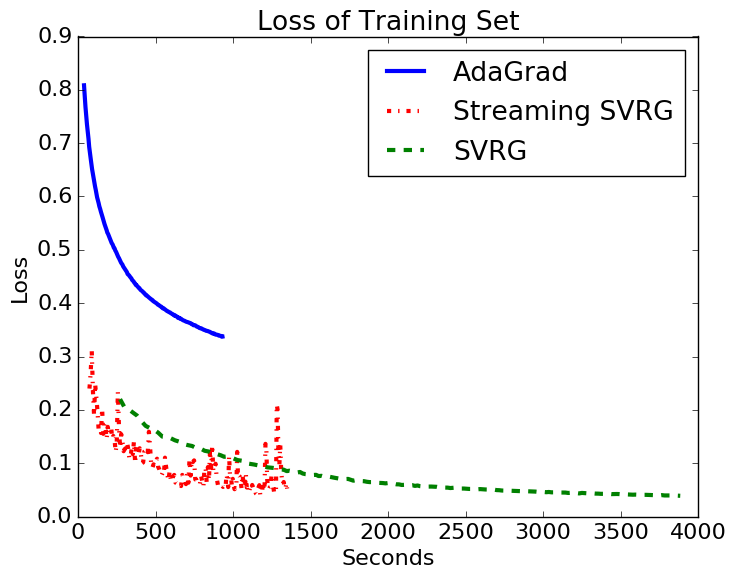 Loss of Training Set
0.9
0.8
0.7
0.6
0.5
0.4
0.3
0.2
0.1
0.0
Loss
AdaGrad
Streaming SVRG
SVRG
0 500 1000 1500 2000 2500 3000 3500 4000
Seconds